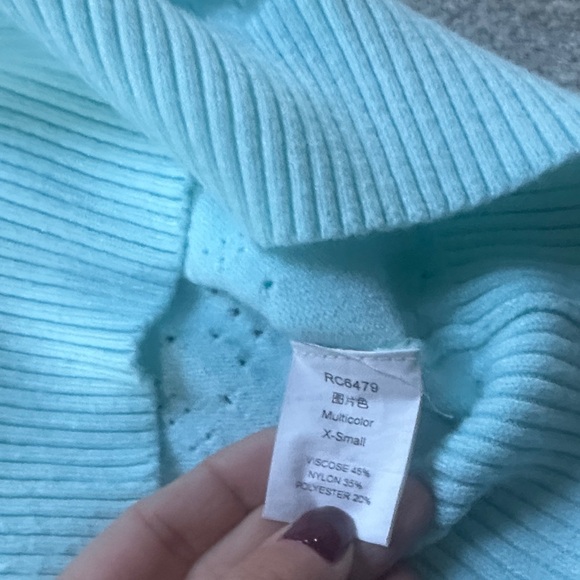 RC6479
图片色
Multicolor
X-Small
VISCOSE 45%
NYLON 35%
POLYESTER 20%